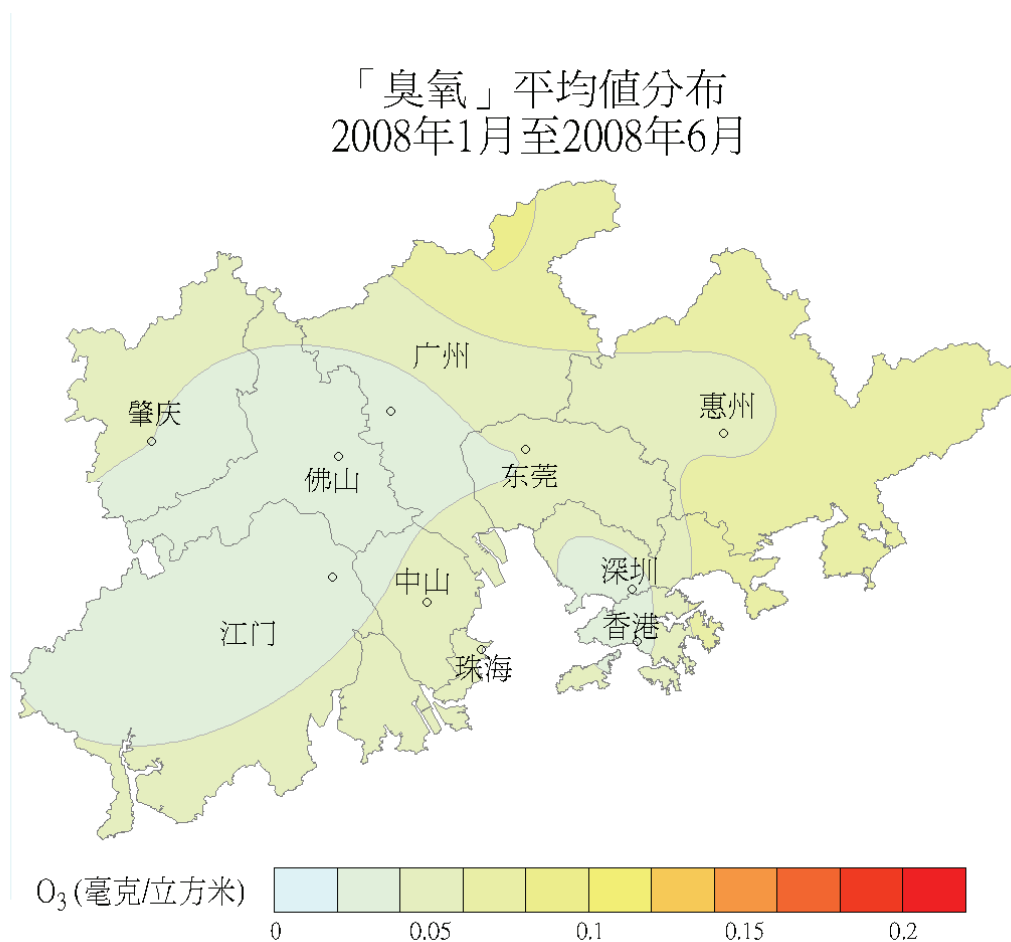 「臭氧」平均値分布
2008年1月至2008年6月
广州
肇庆
惠州
佛山
东莞
深圳
中山
香港
江门
珠海
O₃ (毫克/立方米)
0 0.05 0.1 0.15 0.2